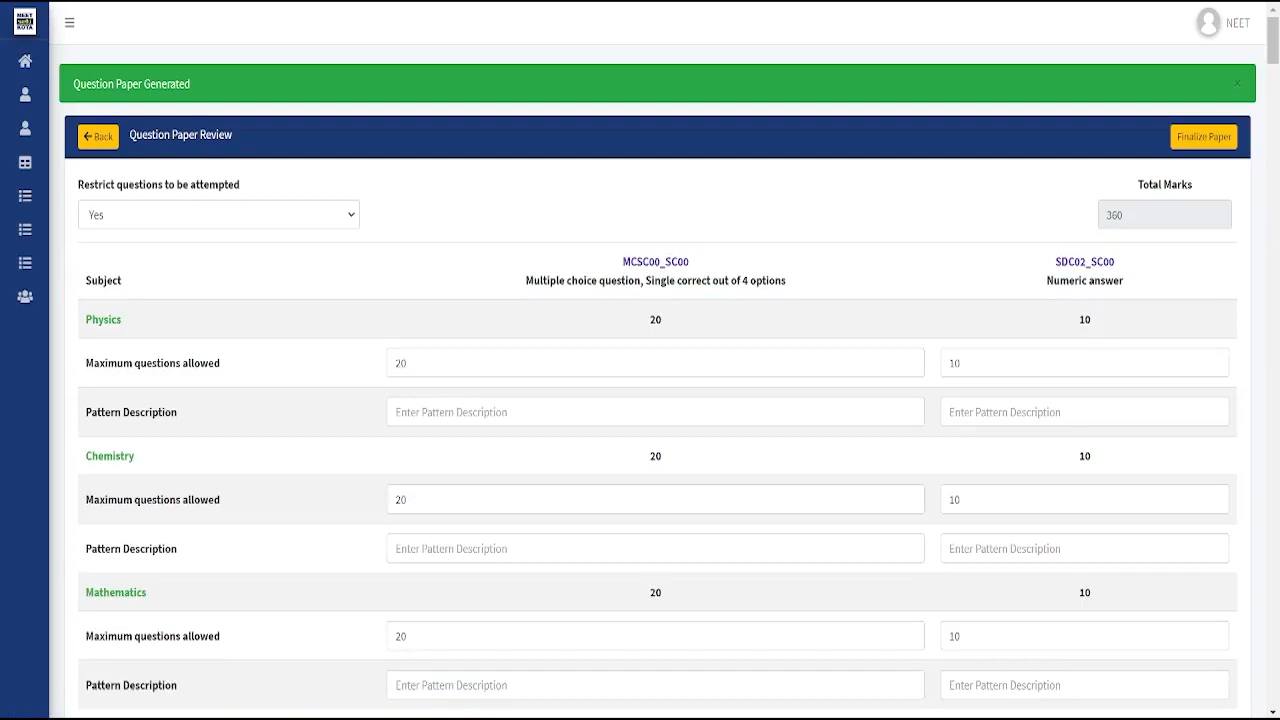 NEET
KOTA
NEET
Question Paper Generated
×
Back
Question Paper Review
Finalize Paper
Restrict questions to be attempted
Total Marks
Yes
360
MCSC00_SC00
SDC02_SC00
Subject
Multiple choice question, Single correct out of 4 options
Numeric answer
Physics 20 10
Maximum questions allowed 20 10
Pattern Description Enter Pattern Description Enter Pattern Description
Chemistry 20 10
Maximum questions allowed 20 10
Pattern Description Enter Pattern Description Enter Pattern Description
Mathematics 20 10
Maximum questions allowed 20 10
Pattern Description Enter Pattern Description Enter Pattern Description